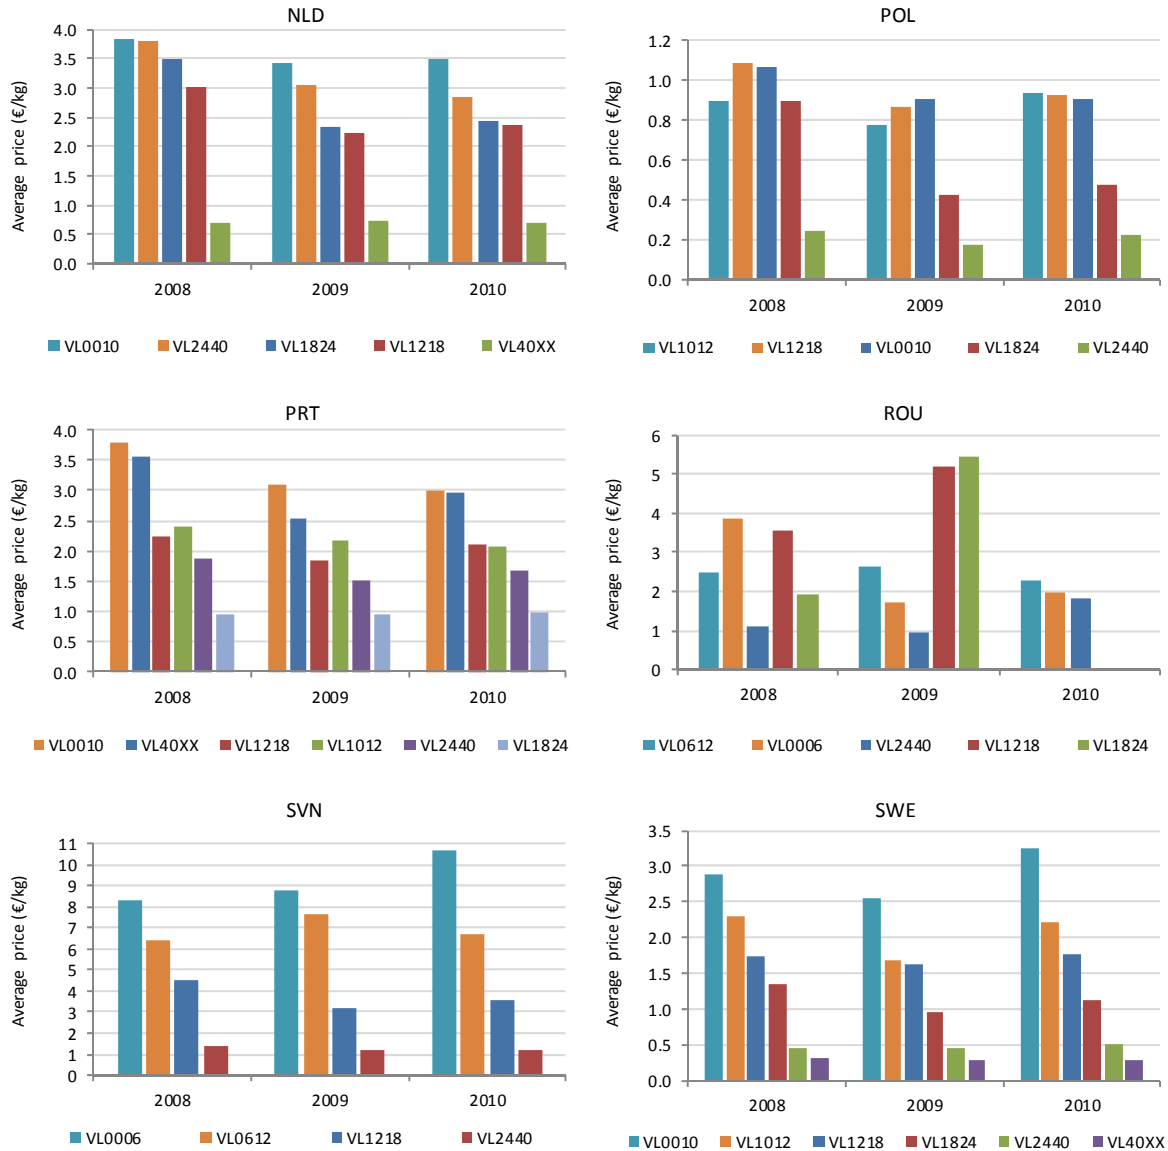 NLD
Average price (€/kg)
4.0
3.5
3.0
2.5
2.0
1.5
1.0
0.5
0.0
2008 2009 2010
VL0010 VL2440 VL1824 VL1218 VL40XX
POL
Average price (€/kg)
1.2
1.0
0.8
0.6
0.4
0.2
0.0
2008 2009 2010
VL1012 VL1218 VL0010 VL1824 VL2440
PRT
Average price (€/kg)
4.0
3.5
3.0
2.5
2.0
1.5
1.0
0.5
0.0
2008 2009 2010
VL0010 VL40XX VL1218 VL1012 VL2440 VL1824
ROU
Average price (€/kg)
6
5
4
3
2
1
0
2008 2009 2010
VL0612 VL0006 VL2440 VL1218 VL1824
SVN
Average price (€/kg)
11
10
9
8
7
6
5
4
3
2
1
0
2008 2009 2010
VL0006 VL0612 VL1218 VL2440
SWE
Average price (€/kg)
3.5
3.0
2.5
2.0
1.5
1.0
0.5
0.0
2008 2009 2010
VL0010 VL1012 VL1218 VL1824 VL2440 VL40XX